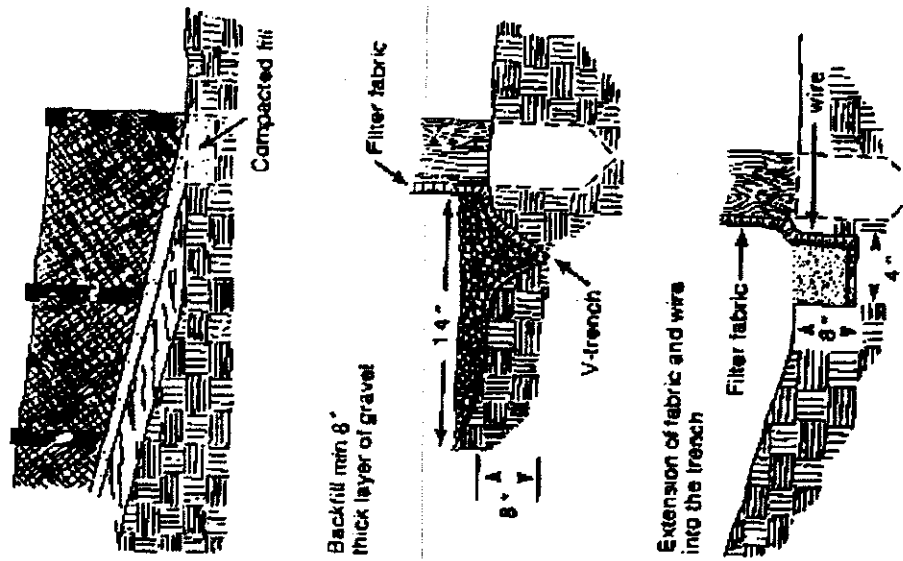 Compacted fill
Backfill min 8"
thick layer of gravel
Filter fabric
14"
8"
V-trench
Extension of fabric and wire
into the trench
Filter fabric
wire
8"
4"